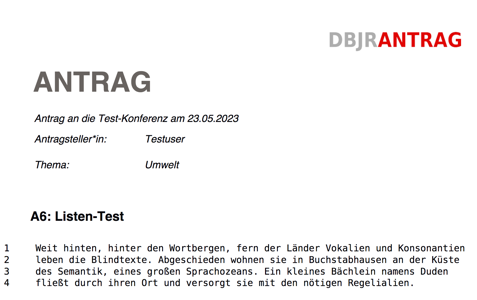 DBJRANTRAG
ANTRAG
Antrag an die Test-Konferenz am 23.05.2023
Antragsteller*in: Testuser
Thema: Umwelt
A6: Listen-Test
1 Weit hinten, hinter den Wortbergen, fern der Länder Vokalien und Konsonantien
2 leben die Blindtexte. Abgeschieden wohnen sie in Buchstabhausen an der Küste
3 des Semantik, eines großen Sprachozeans. Ein kleines Bächlein namens Duden
4 fließt durch ihren Ort und versorgt sie mit den nötigen Regelialien.